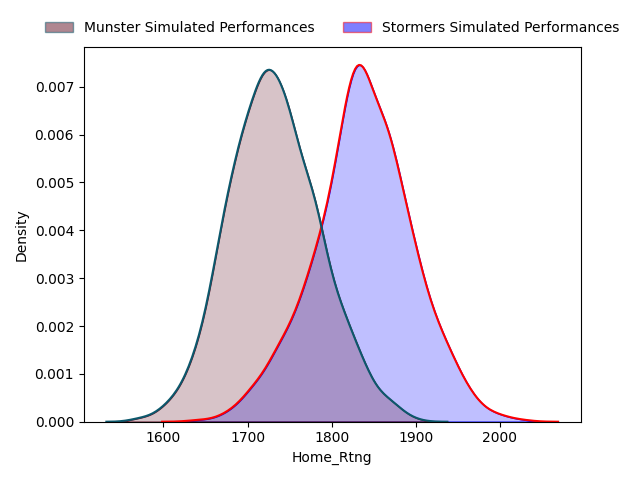 Munster Simulated Performances Stormers Simulated Performances
0.007
0.006
0.005
0.004
0.003
0.002
0.001
0.000
Density
1600 1700 1800 1900 2000
Home_Rtng